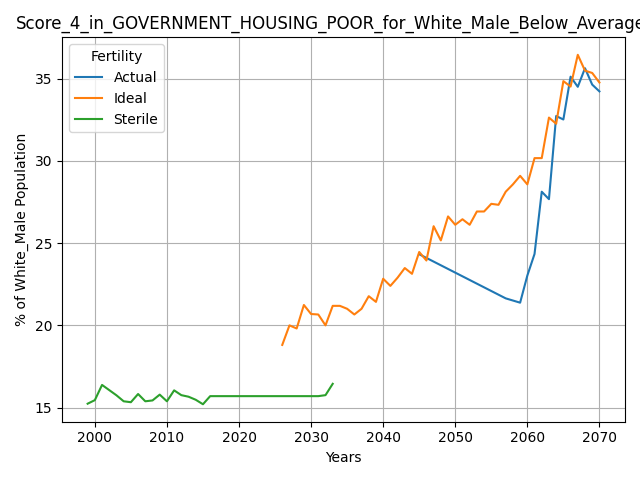 Score_4_in_GOVERNMENT_HOUSING_POOR_for_White_Male_Below_Average
Fertility
Actual
Ideal
Sterile
% of White_Male Population
35
30
25
20
15
2000 2010 2020 2030 2040 2050 2060 2070
Years